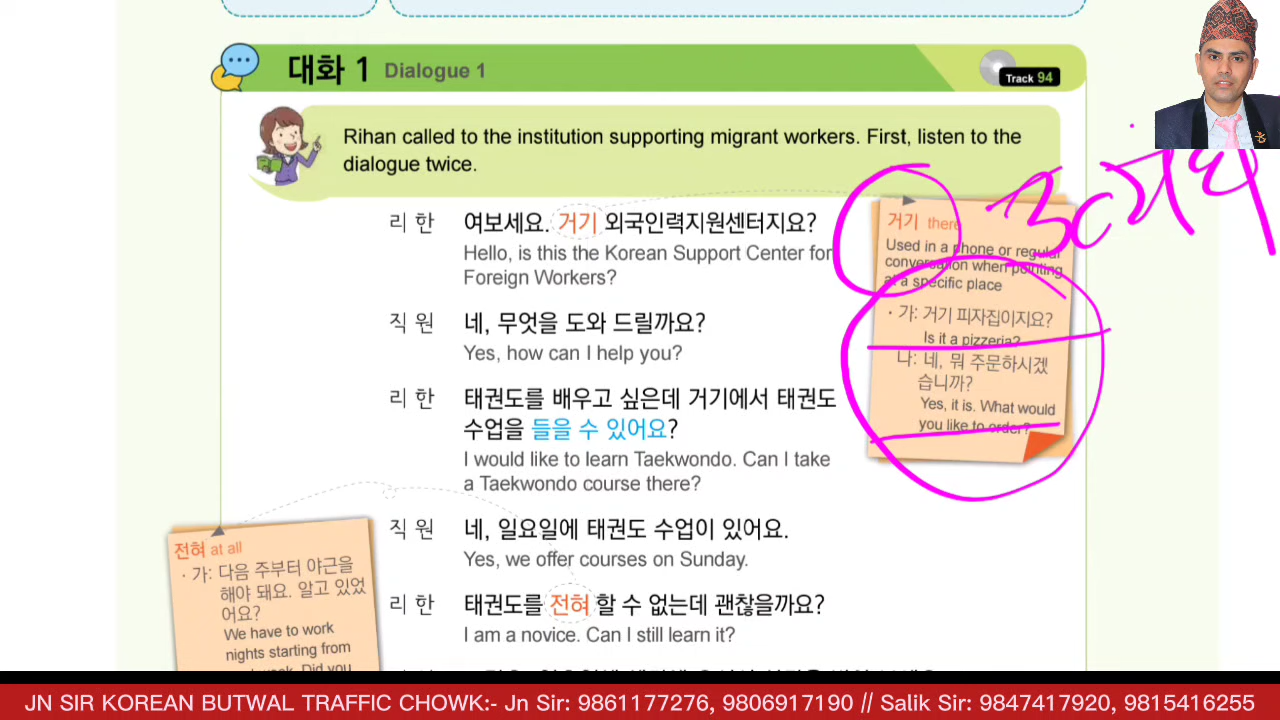 대화 1 Dialogue 1
Track 94
Rihan called to the institution supporting migrant workers. First, listen to the
dialogue twice.
리 한 여보세요. 거기 외국인력지원센터지요?
Hello, is this the Korean Support Center for
Foreign Workers?
직 원 네, 무엇을 도와 드릴까요?
Yes, how can I help you?
리 한 태권도를 배우고 싶은데 거기에서 태권도
수업을 들을 수 있어요?
I would like to learn Taekwondo. Can I take
a Taekwondo course there?
직 원 네, 일요일에 태권도 수업이 있어요.
Yes, we offer courses on Sunday.
리 한 태권도를 전혀 할 수 없는데 괜찮을까요?
I am a novice. Can I still learn it?
거기 there
Used in a phone or regular
conversation when pointing
at a specific place
· 가: 거기 피자집이지요?
Is it a pizzeria?
나: 네, 뭐 주문하시겠
습니까?
Yes, it is. What would
you like to order?
전혀 at all
· 가: 다음 주부터 야근을
해야 돼요. 알고 있었
어요?
We have to work
nights starting from
Did you
JN SIR KOREAN BUTWAL TRAFFIC CHOWK:- Jn Sir: 9861177276, 9806917190 // Salik Sir: 9847417920, 9815416255